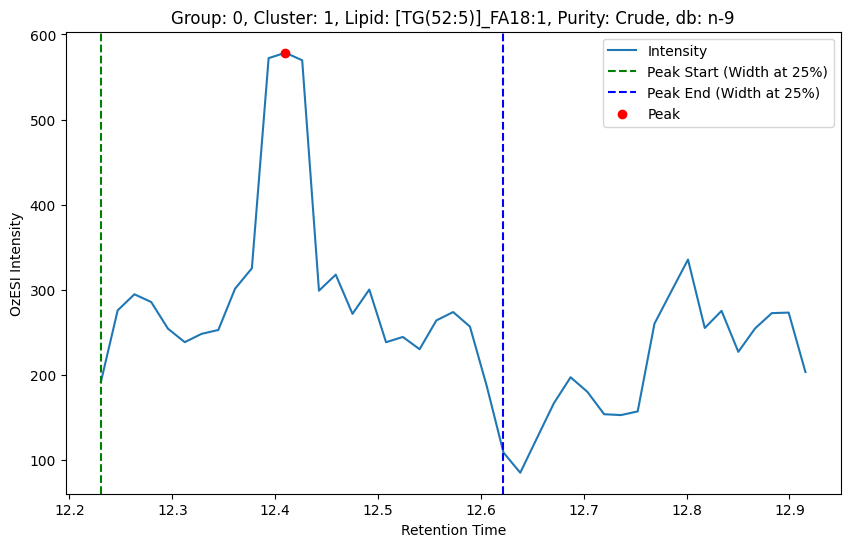 Group: 0, Cluster: 1, Lipid: [TG(52:5)]_FA18:1, Purity: Crude, db: n-9
Intensity
Peak Start (Width at 25%)
Peak End (Width at 25%)
Peak
OzESI Intensity
600
500
400
300
200
100
12.2 12.3 12.4 12.5 12.6 12.7 12.8 12.9
Retention Time